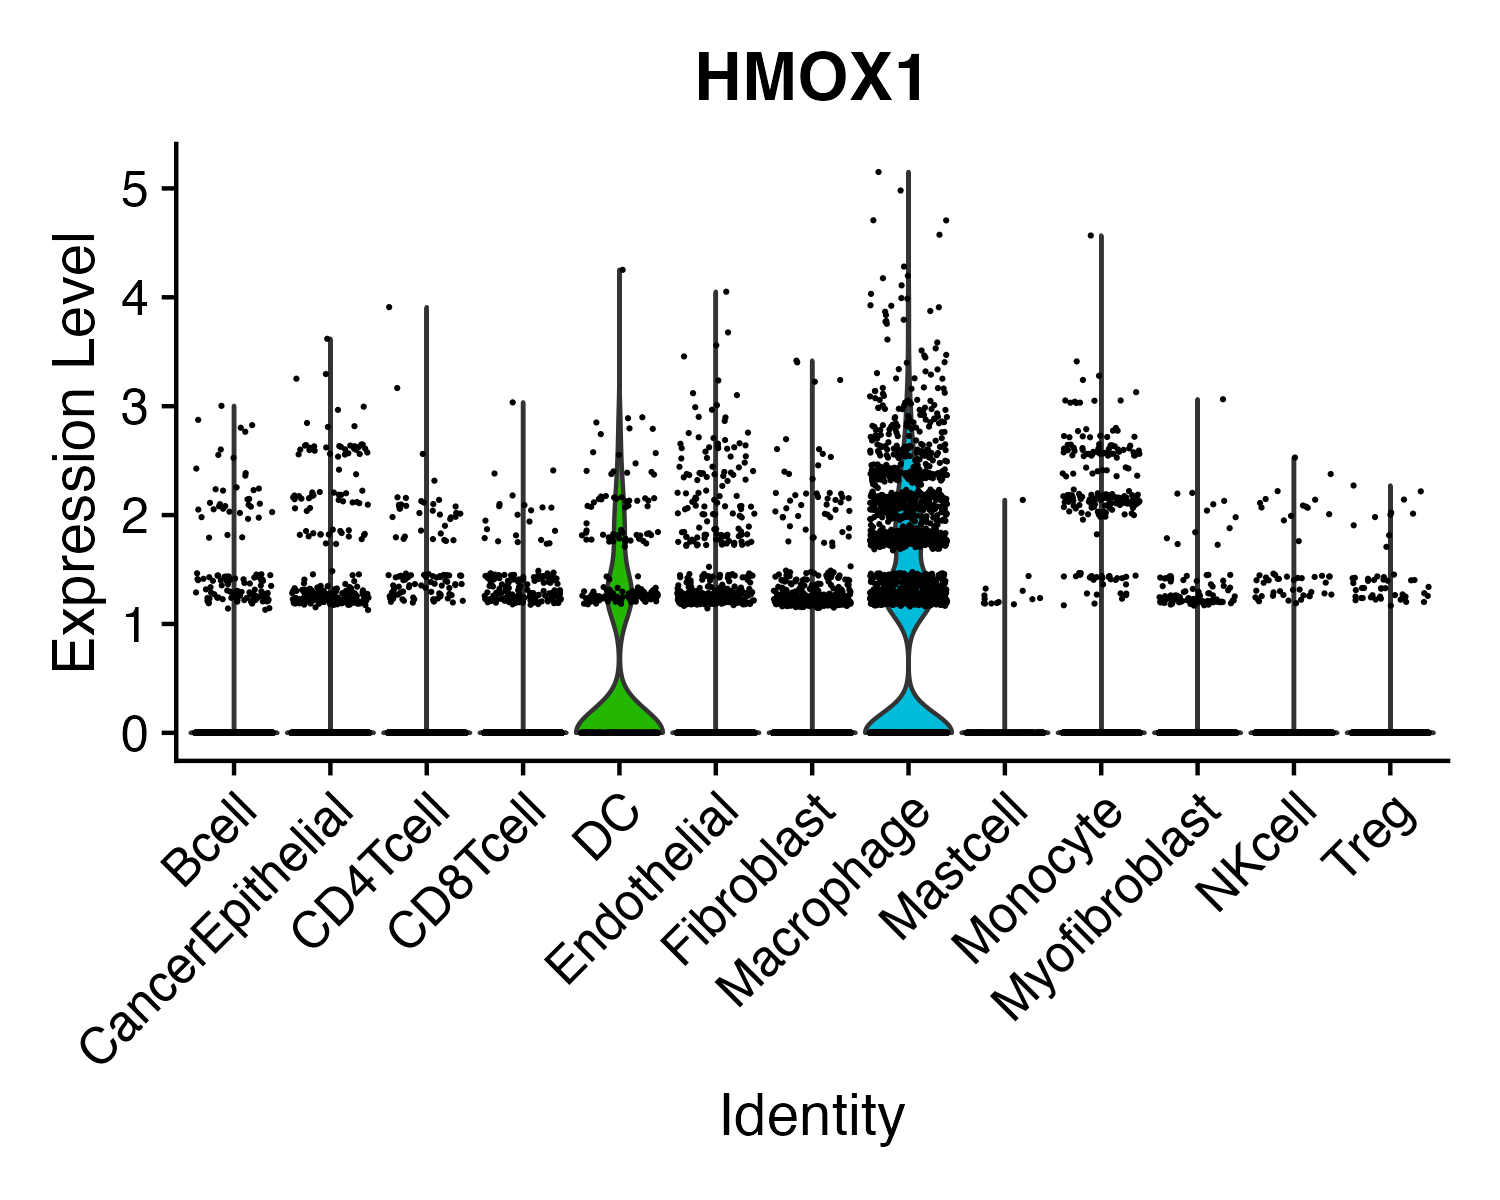 HMOX1
Expression Level
5
4
3
2
1
0
Bcell
CancerEpithelial
CD4Tcell
CD8Tcell
DC
Endothelial
Fibroblast
Macrophage
Mastcell
Monocyte
Myofibroblast
NKcell
Treg
Identity